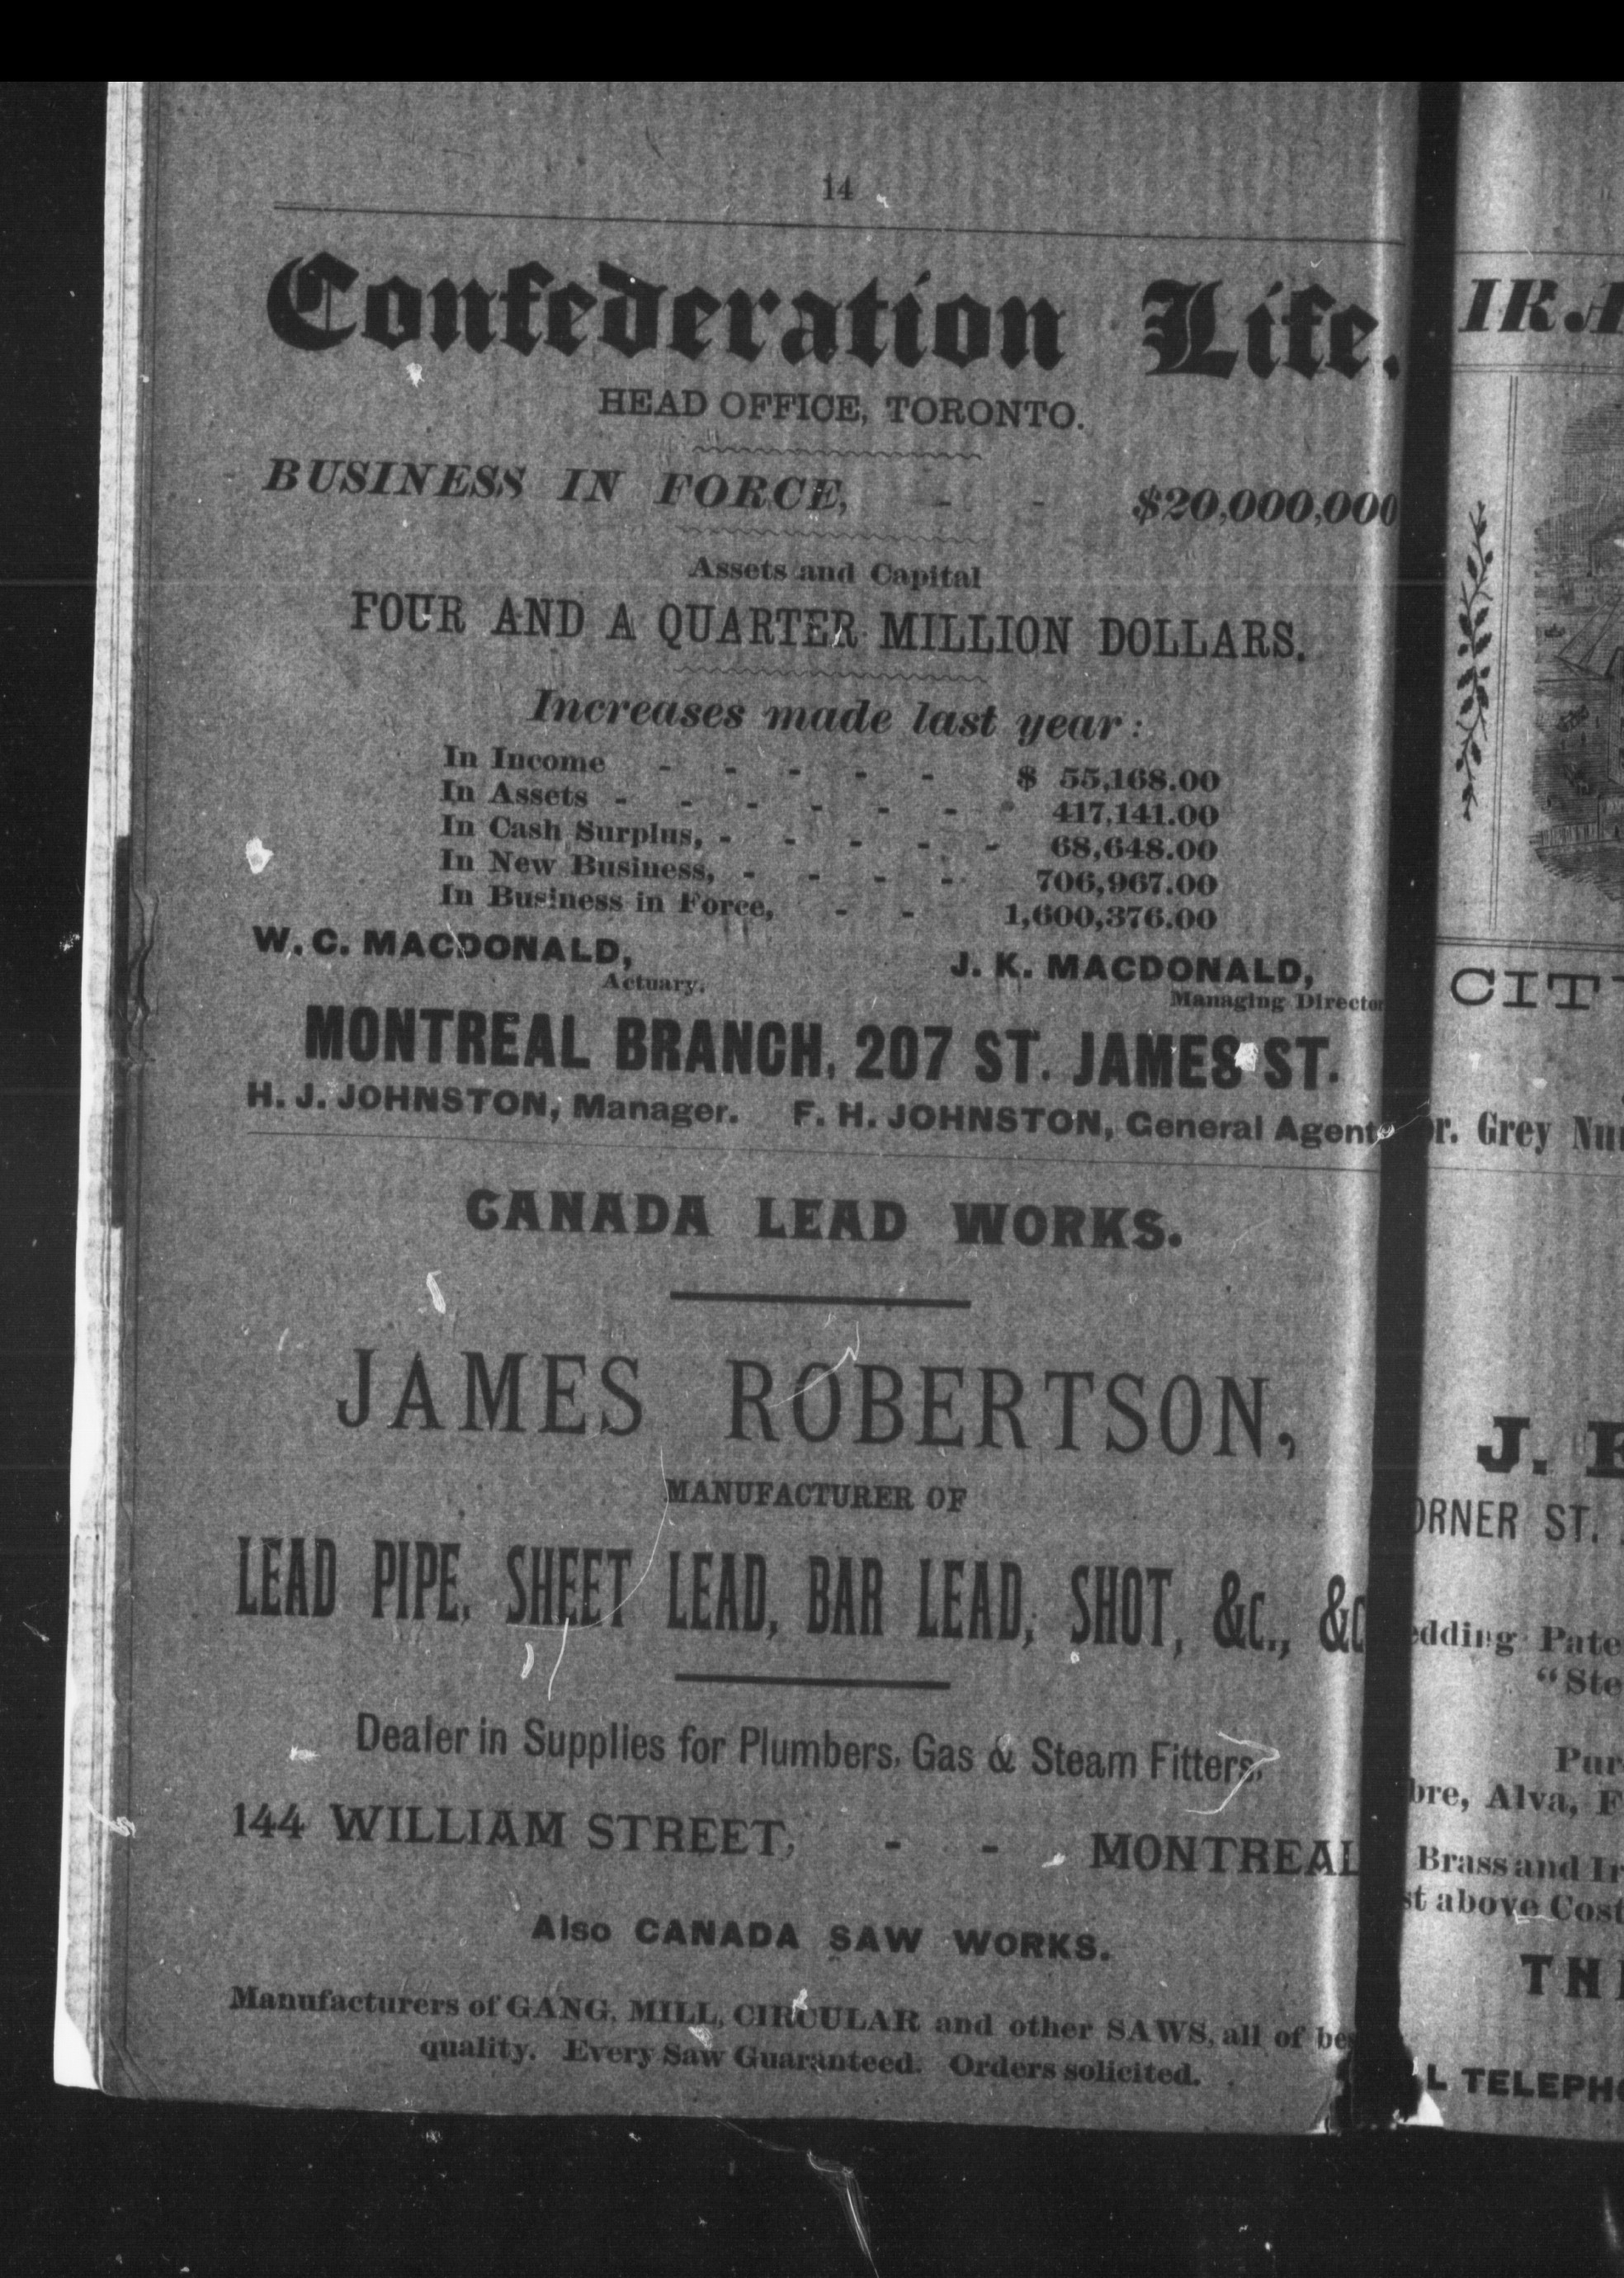 14
Confederation Life.
HEAD OFFICE, TORONTO.
BUSINESS IN FORCE, - - $20,000,000
Assets and Capital
FOUR AND A QUARTER MILLION DOLLARS.
Increases made last year:
In Income - - - - - $ 55,168.00
In Assets - - - - - - 417,141.00
In Cash Surplus, - - - - - 68,648.00
In New Business, - - - - 706,967.00
In Business in Force, - - 1,600,376.00
W. C. MACDONALD,
Actuary.
J. K. MACDONALD,
Managing Director
MONTREAL BRANCH, 207 ST. JAMES ST.
H. J. JOHNSTON, Manager. F. H. JOHNSTON, General Agent
CANADA LEAD WORKS.
JAMES ROBERTSON,
MANUFACTURER OF
LEAD PIPE, SHEET LEAD, BAR LEAD, SHOT, &c., &c
Dealer in Supplies for Plumbers, Gas & Steam Fitters,
144 WILLIAM STREET, - - MONTREAL
Also CANADA SAW WORKS.
Manufacturers of GANG, MILL, CIRCULAR and other SAWS, all of bes
quality. Every Saw Guaranteed. Orders solicited.
CIT
r. Grey Nu
J.
ORNER ST.
edding Pate
"Ste
Pur
bre, Alva, F
Brass and Ir
st above Cost
TH
L TELEPHO